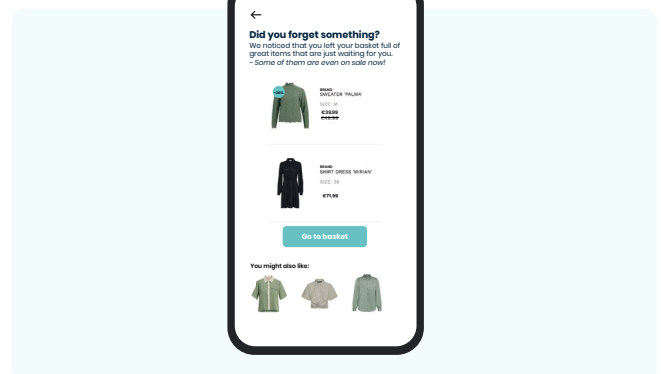 Did you forget something?
We noticed that you left your basket full of
great items that are just waiting for you.
- Some of them are even on sale now!
BRAND
SWEATER 'PALMA'
SIZE: M
€39.99
BRAND
SHIRT DRESS 'MIRIAN'
SIZE: 38
€71.99
Go to basket
You might also like: